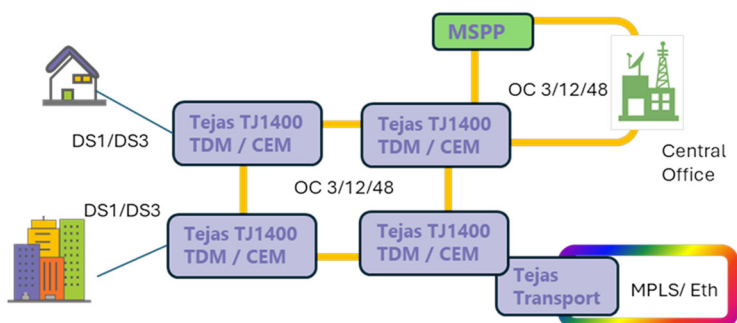 MSPP
OC 3/12/48
Tejas TJ1400
TDM / CEM
Tejas TJ1400
TDM / CEM
DS1/DS3
Central
Office
OC 3/12/48
DS1/DS3
Tejas TJ1400
TDM / CEM
Tejas TJ1400
TDM / CEM
Tejas
Transport
MPLS/ Eth